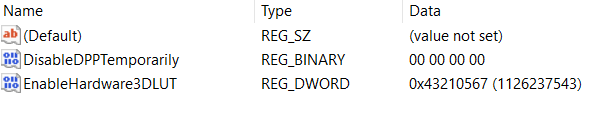 Name Type Data
(Default) REG_SZ (value not set)
DisableDPPTemporarily REG_BINARY 00 00 00 00
EnableHardware3DLUT REG_DWORD 0x43210567 (1126237543)